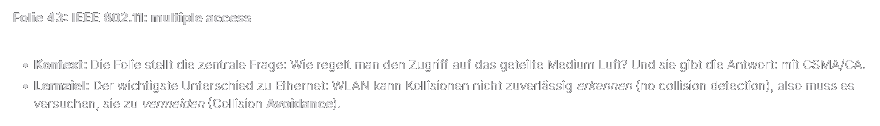 Folie 43: IEEE 802.11: multiple access
• Kontext: Die Folie stellt die zentrale Frage: Wie regelt man den Zugriff auf das geteilte Medium Luft? Und sie gibt die Antwort: mit CSMA/CA.
• Lernziel: Der wichtigste Unterschied zu Ethernet: WLAN kann Kollisionen nicht zuverlässig erkennen (no collision detection), also muss es
versuchen, sie zu vermeiden (Collision Avoidance).